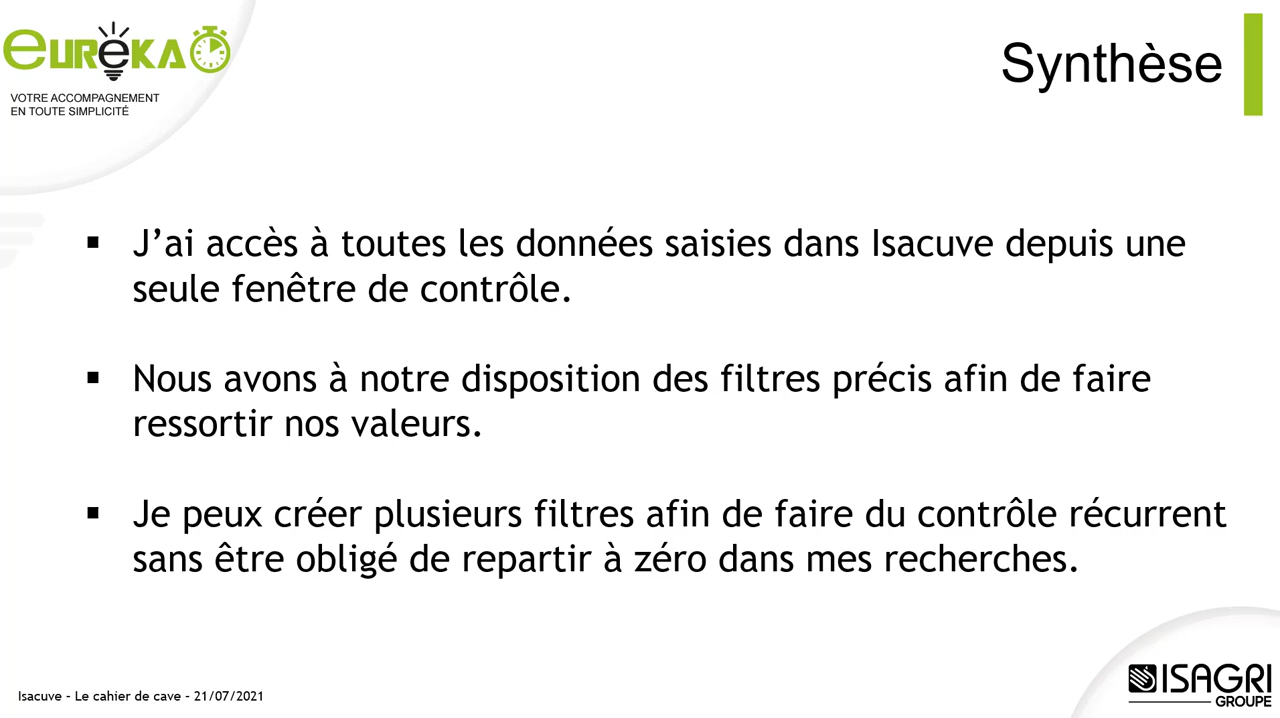 eurêka
VOTRE ACCOMPAGNEMENT
EN TOUTE SIMPLICITÉ
Synthèse
▪ J’ai accès à toutes les données saisies dans Isacuve depuis une
seule fenêtre de contrôle.
▪ Nous avons à notre disposition des filtres précis afin de faire
ressortir nos valeurs.
▪ Je peux créer plusieurs filtres afin de faire du contrôle récurrent
sans être obligé de repartir à zéro dans mes recherches.
Isacuve – Le cahier de cave – 21/07/2021
ISAGRI
GROUPE